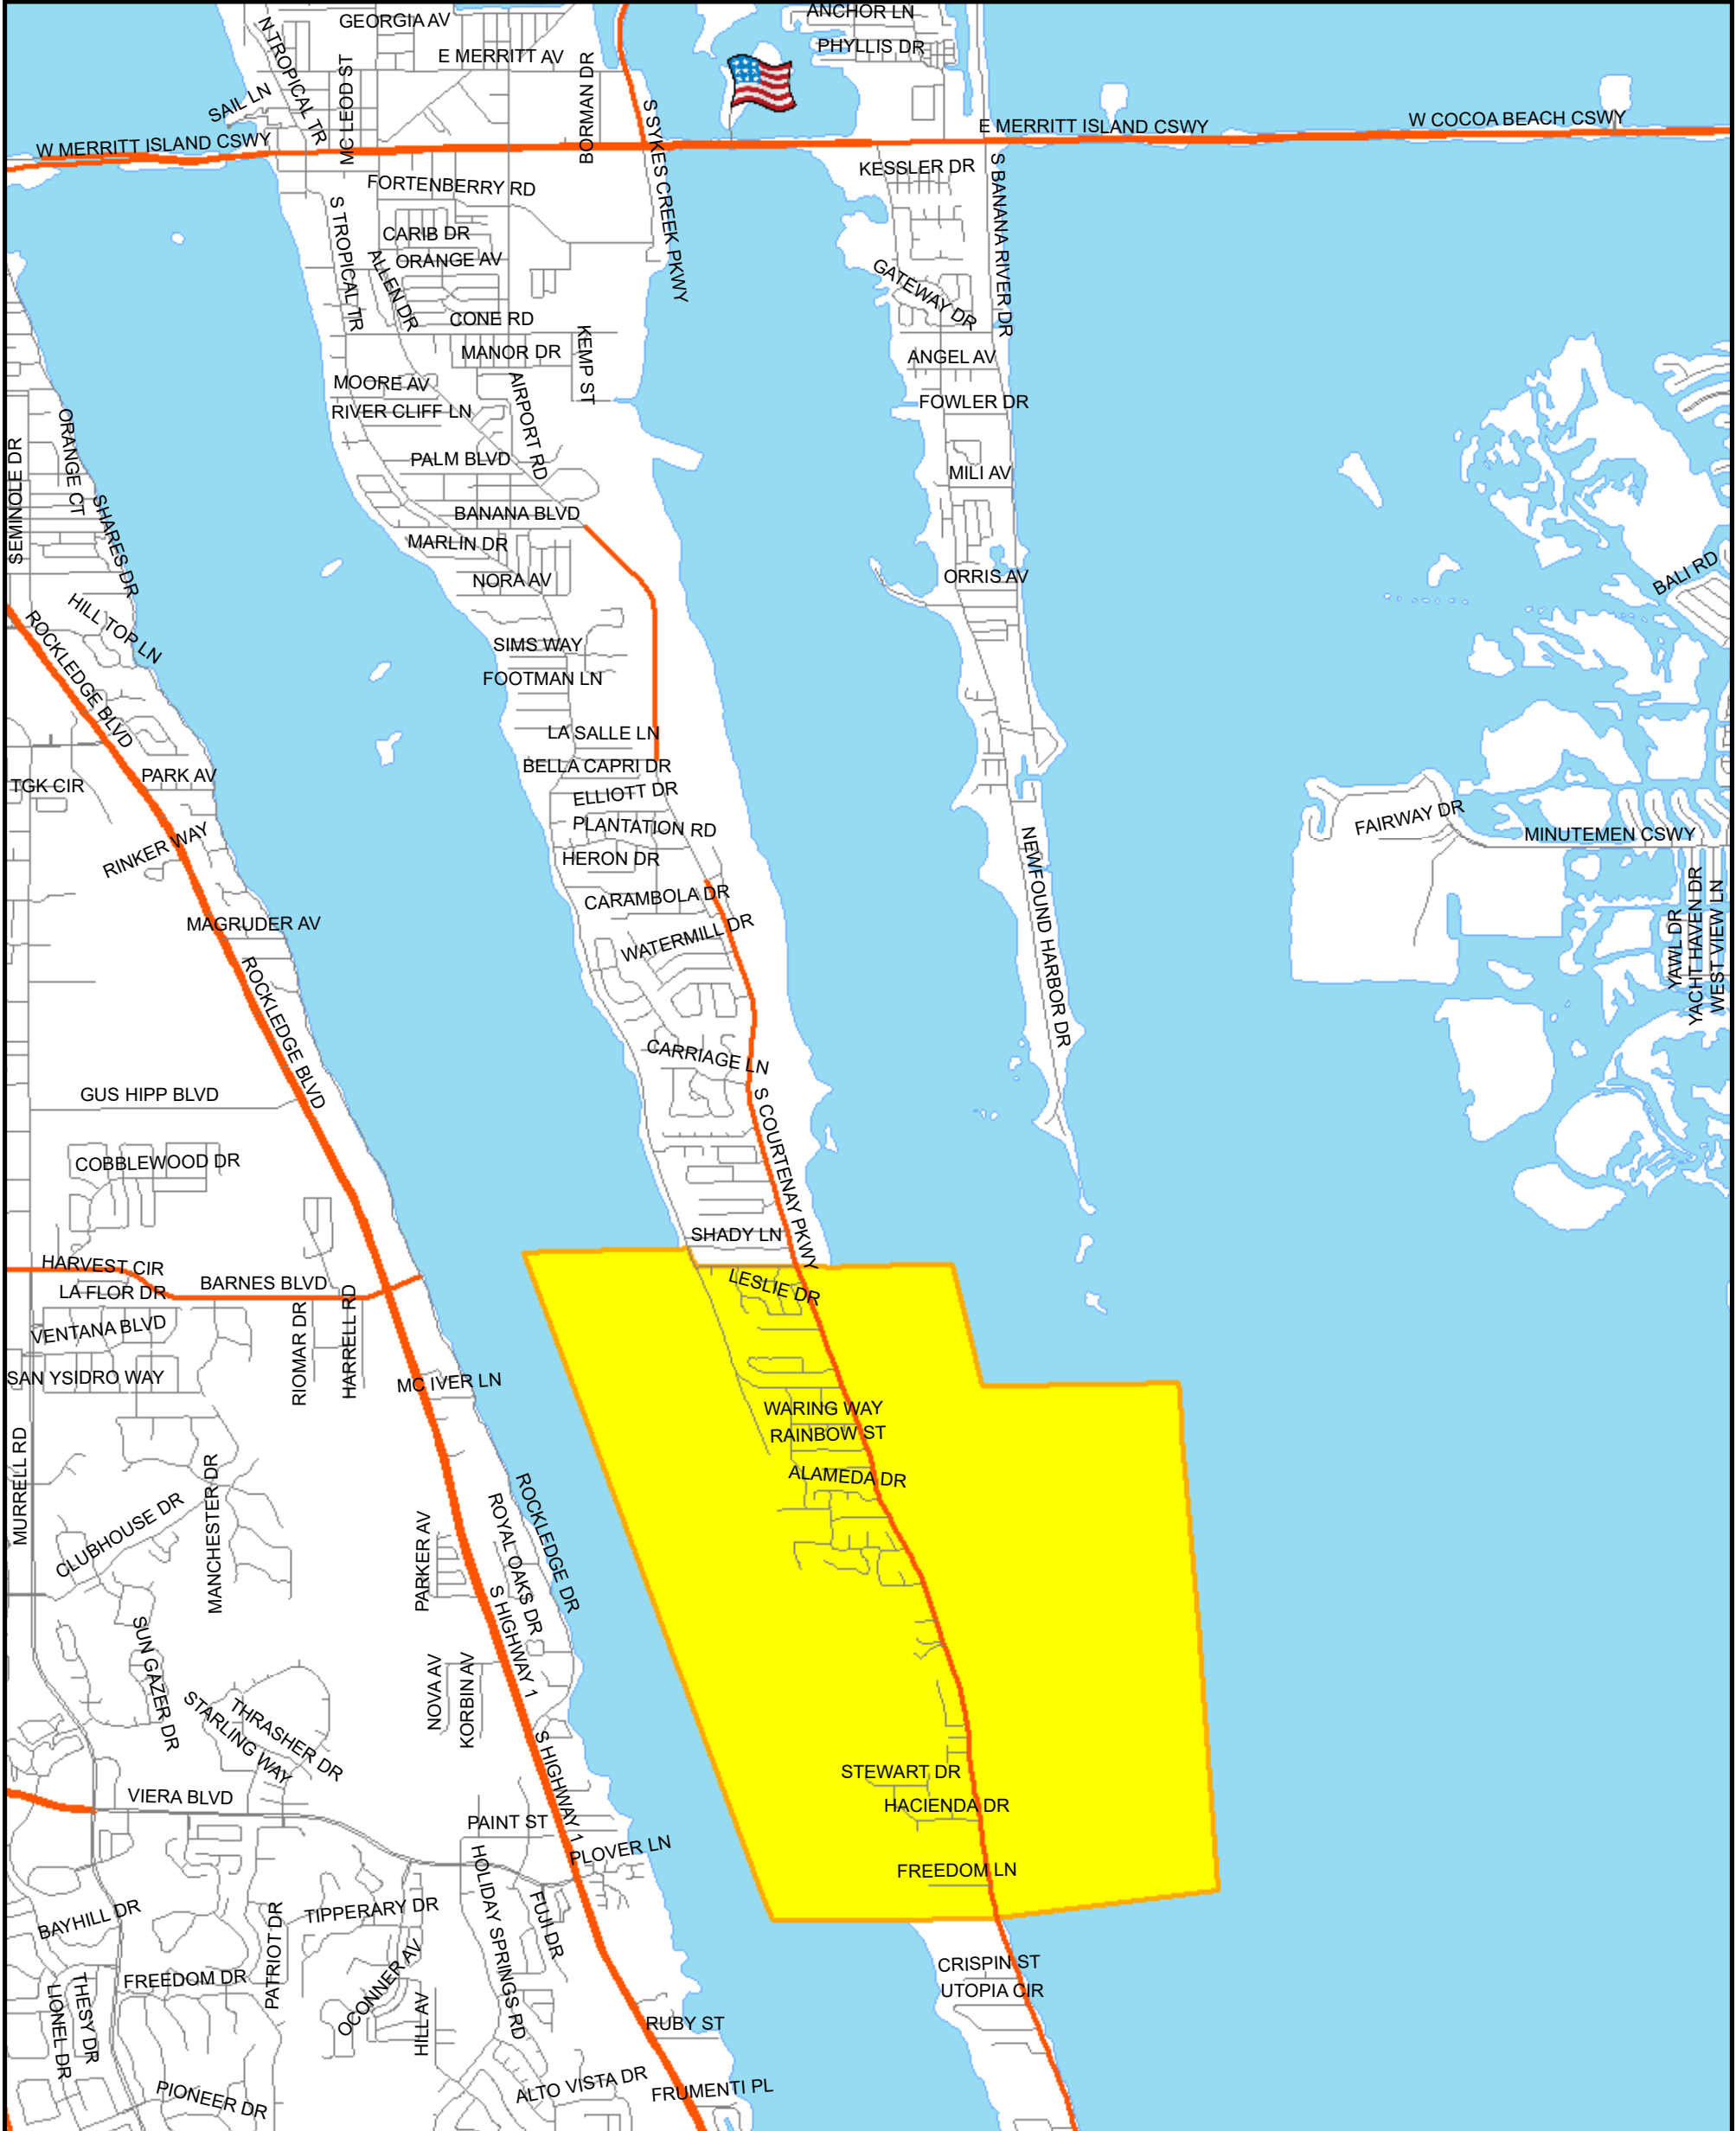 GEORGIA AV
ANCHOR LN
N TROPICAL TR
E MERRITT AV
PHYLLIS DR
MCLEOD ST
BORMAN DR
SAIL LN
S SYKES CREEK PKWY
W MERRITT ISLAND CSWY
E MERRITT ISLAND CSWY
W COCOA BEACH CSWY
FORTENBERRY RD
KESSLER DR
S BANANA RIVER DR
S TROPICAL TR
CARIB DR
ORANGE AV
ALLEN DR
GATEWAY DR
CONE RD
KEMP ST
MANOR DR
ANGEL AV
MOORE AV
AIRPORT RD
RIVER CLIFF LN
FOWLER DR
ORANGE CT
SEMINOLE DR
PALM BLVD
MILI AV
SHARES DR
BANANA BLVD
MARLIN DR
NORA AV
ORRIS AV
BALI RD
HILL TOP LN
ROCKLEDGE BLVD
SIMS WAY
FOOTMAN LN
LA SALLE LN
BELLA CAPRI DR
PARK AV
TGK CIR
ELLIOTT DR
PLANTATION RD
FAIRWAY DR
MINUTEMEN CSWY
RINKER WAY
HERON DR
NEWFOUND HARBOR DR
CARAMBOLA DR
MAGRUDER AV
WATERMILL DR
YAWL DR
YACHT HAVEN DR
WEST VIEW LN
ROCKLEDGE BLVD
CARRIAGE LN
GUS HIPP BLVD
S COURTENAY PKWY
COBBLEWOOD DR
SHADY LN
HARVEST CIR
BARNES BLVD
LA FLOR DR
LESLIE DR
VENTANA BLVD
RIOMAR DR
HARRELL RD
SAN YSIDRO WAY
MC IVER LN
WARING WAY
RAINBOW ST
MURRELL RD
ALAMEDA DR
MANCHESTER DR
CLUBHOUSE DR
ROCKLEDGE DR
ROYAL OAKS DR
PARKER AV
S HIGHWAY 1
SUN GAZER DR
NOVA AV
KORBIN AV
THRASHER DR
STARLING WAY
S HIGHWAY 1
STEWART DR
VIERA BLVD
HACIENDA DR
PAINT ST
PLOVER LN
FREEDOM LN
HOLIDAY SPRINGS RD
FUJI DR
BAYHILL DR
TIPPERARY DR
PATRIOT DR
OCONNER AV
CRISPIN ST
FREEDOM DR
UTOPIA CIR
THESY DR
LIONEL DR
HILL AV
RUBY ST
ALTO VISTA DR
FRUMENTI PL
PIONEER DR